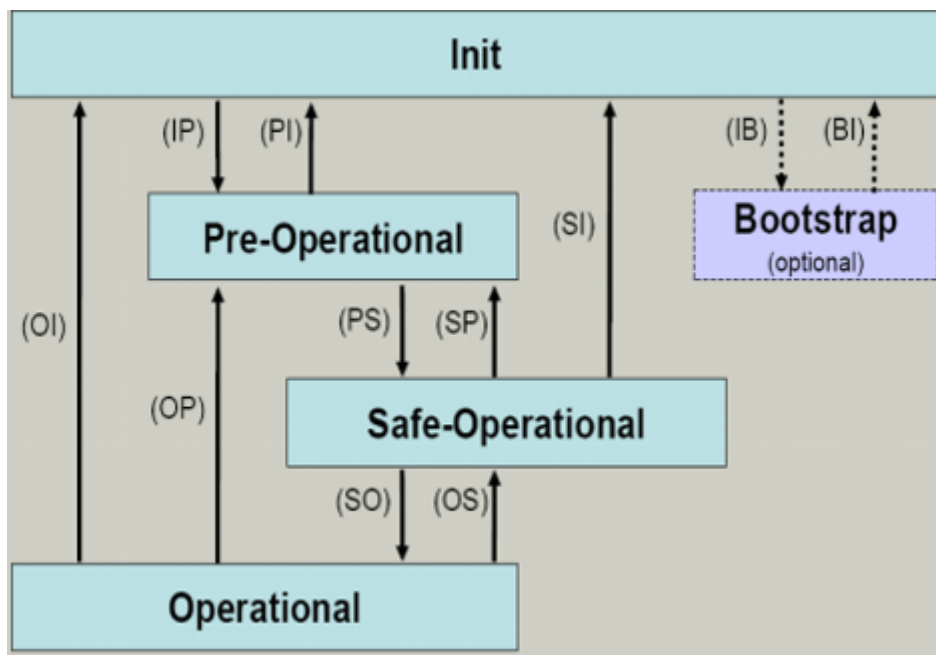 Init
(IP)
(PI)
(IB)
(BI)
Pre-Operational
(SI)
Bootstrap
(optional)
(OI)
(PS)
(SP)
(OP)
Safe-Operational
(SO)
(OS)
Operational